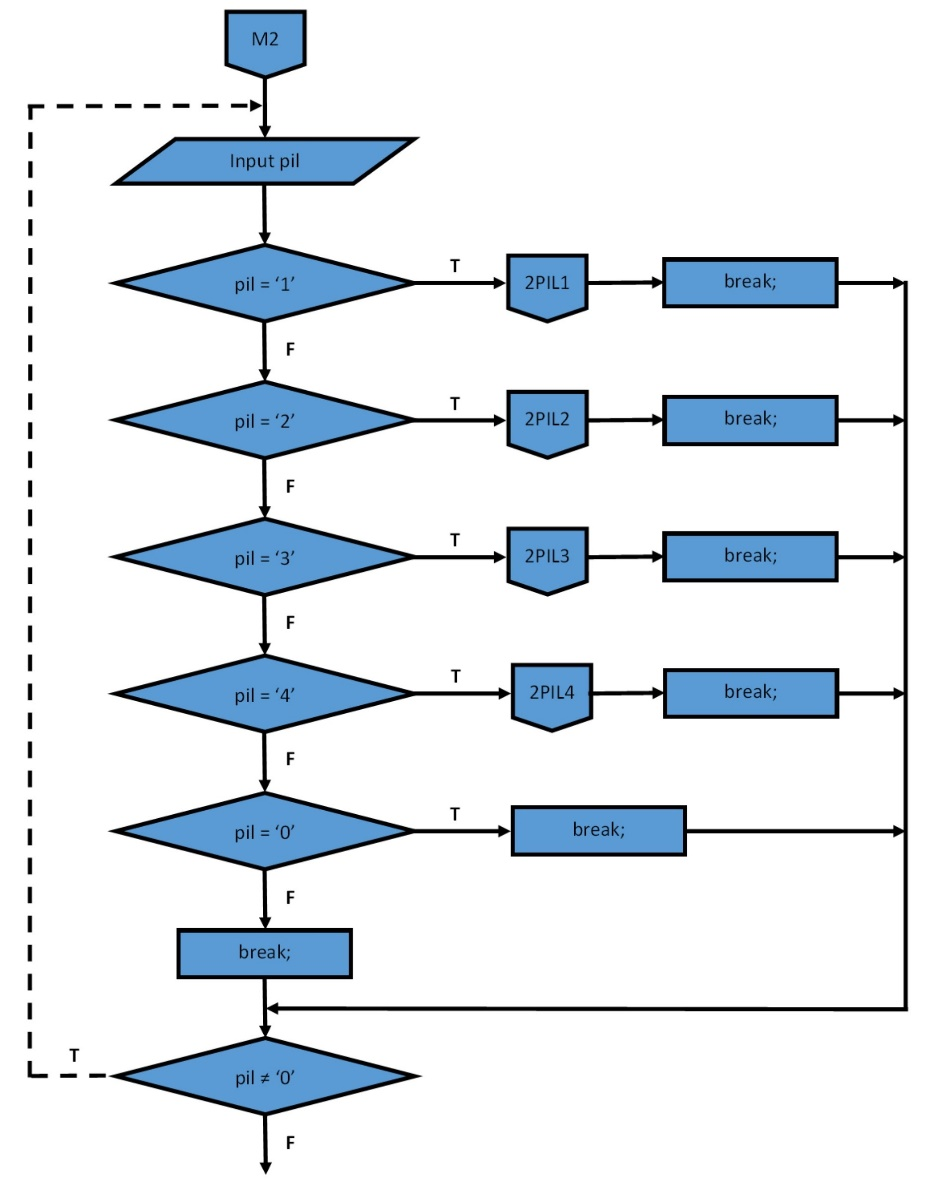 M2
Input pil
pil = ‘1’
T
2PIL1
break;
F
pil = ‘2’
T
2PIL2
break;
F
pil = ‘3’
T
2PIL3
break;
F
pil = ‘4’
T
2PIL4
break;
F
pil = ‘0’
T
break;
F
break;
T
pil ≠ ‘0’
F